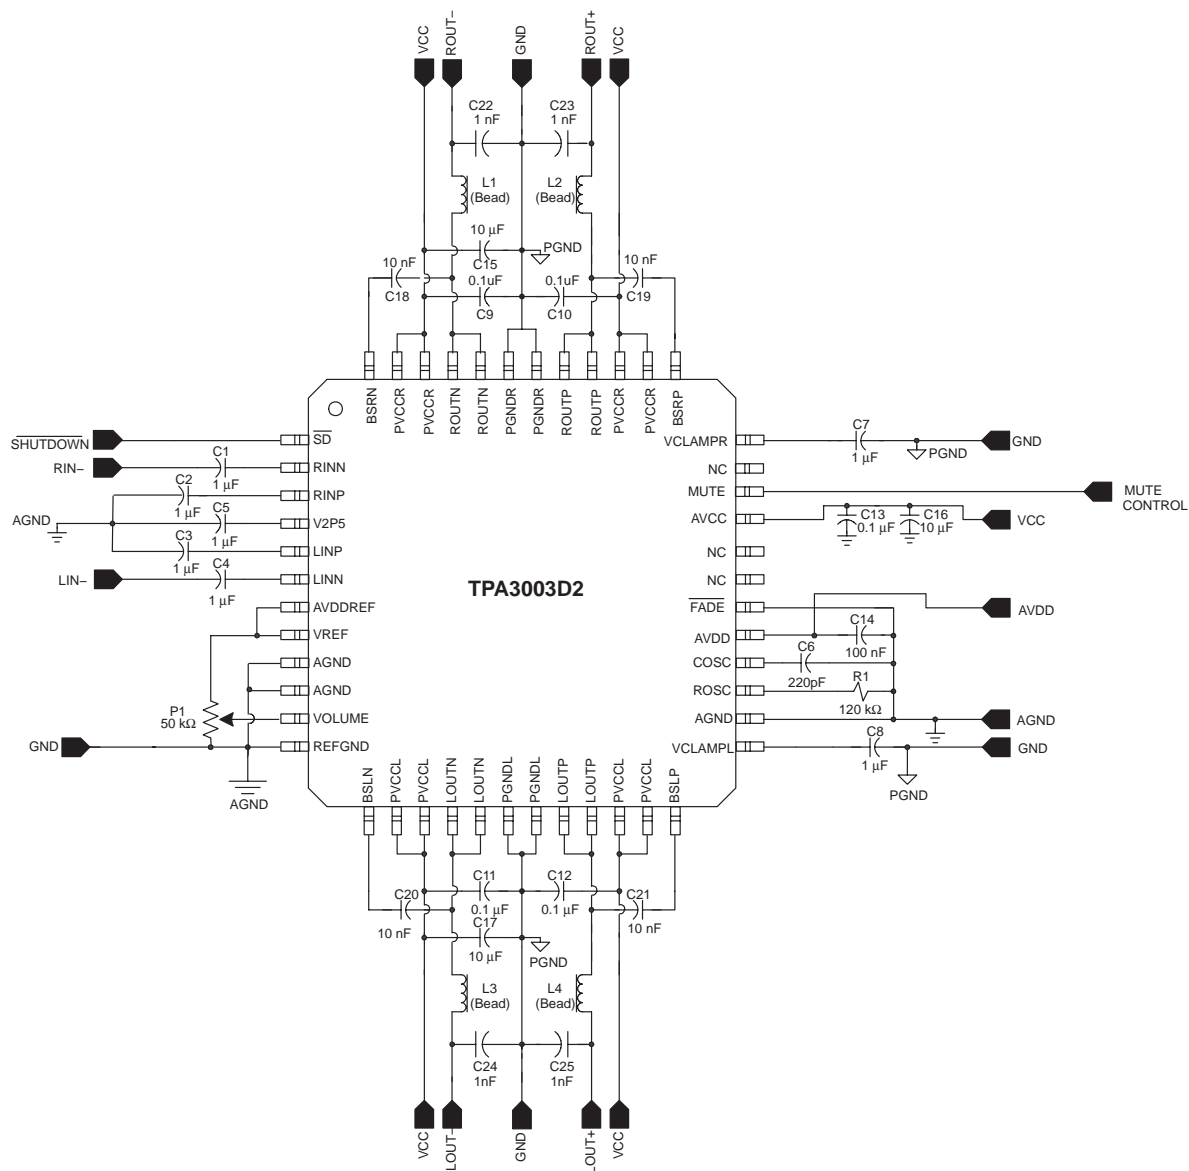 VCC
ROUT−
GND
ROUT+
VCC
C22
1 nF
C23
1 nF
L1
(Bead)
L2
(Bead)
10 μF
C15
PGND
10 nF
C18
0.1uF
C9
0.1uF
C10
10 nF
C19
BSRN
PVCCR
PVCCR
ROUTN
ROUTN
PGNDR
PGNDR
ROUTP
ROUTP
PVCCR
PVCCR
BSRP
SHUTDOWN
SD
VCLAMPR
C7
1 μF
PGND
GND
RIN−
C1
1 μF
RINN
NC
C2
1 μF
RINP
MUTE
MUTE
CONTROL
AGND
C5
1 μF
V2P5
AVCC
C13
0.1 μF
C16
10 μF
VCC
C3
1 μF
LINP
NC
LIN−
C4
1 μF
LINN
NC
TPA3003D2
AVDDREF
FADE
AVDD
VREF
AVDD
C14
100 nF
AGND
COSC
C6
220pF
AGND
ROSC
R1
120 kΩ
P1
50 kΩ
VOLUME
AGND
AGND
GND
REFGND
VCLAMPL
C8
1 μF
GND
AGND
PGND
BSLN
PVCCL
PVCCL
LOUTN
LOUTN
PGNDL
PGNDL
LOUTP
LOUTP
PVCCL
PVCCL
BSLP
C20
10 nF
C11
0.1 μF
C12
0.1 μF
C21
10 nF
C17
10 μF
PGND
L3
(Bead)
L4
(Bead)
C24
1nF
C25
1nF
VCC
LOUT−
GND
LOUT+
VCC